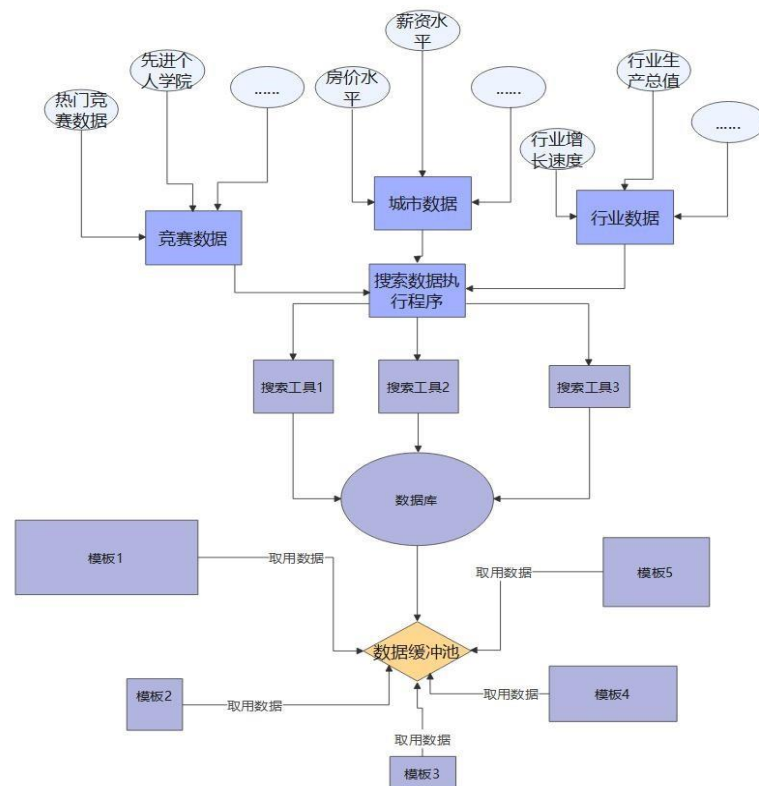 薪资水
平
先进个
人学院
行业生
产总值
热门竞
赛数据
......
房价水
平
......
行业增
长速度
......
竞赛数据
城市数据
行业数据
搜索数据执
行程序
搜索工具1
搜索工具2
搜索工具3
数据库
模板1
取用数据
取用数据
模板5
数据缓冲池
模板2
取用数据
取用数据
模板4
取用数据
模板3